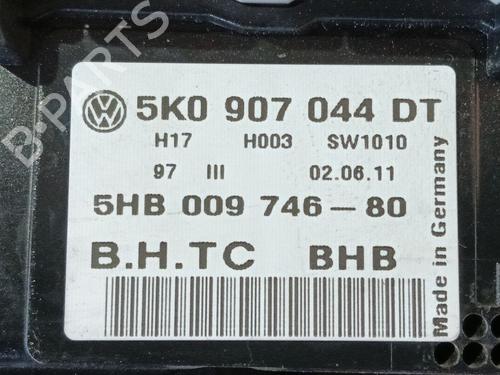 5K0 907 044 DT
H17 H003 SW1010
97 III 02.06.11
5HB 009 746-80
B.H.TC BHB
Made in Germany
B-PARTS